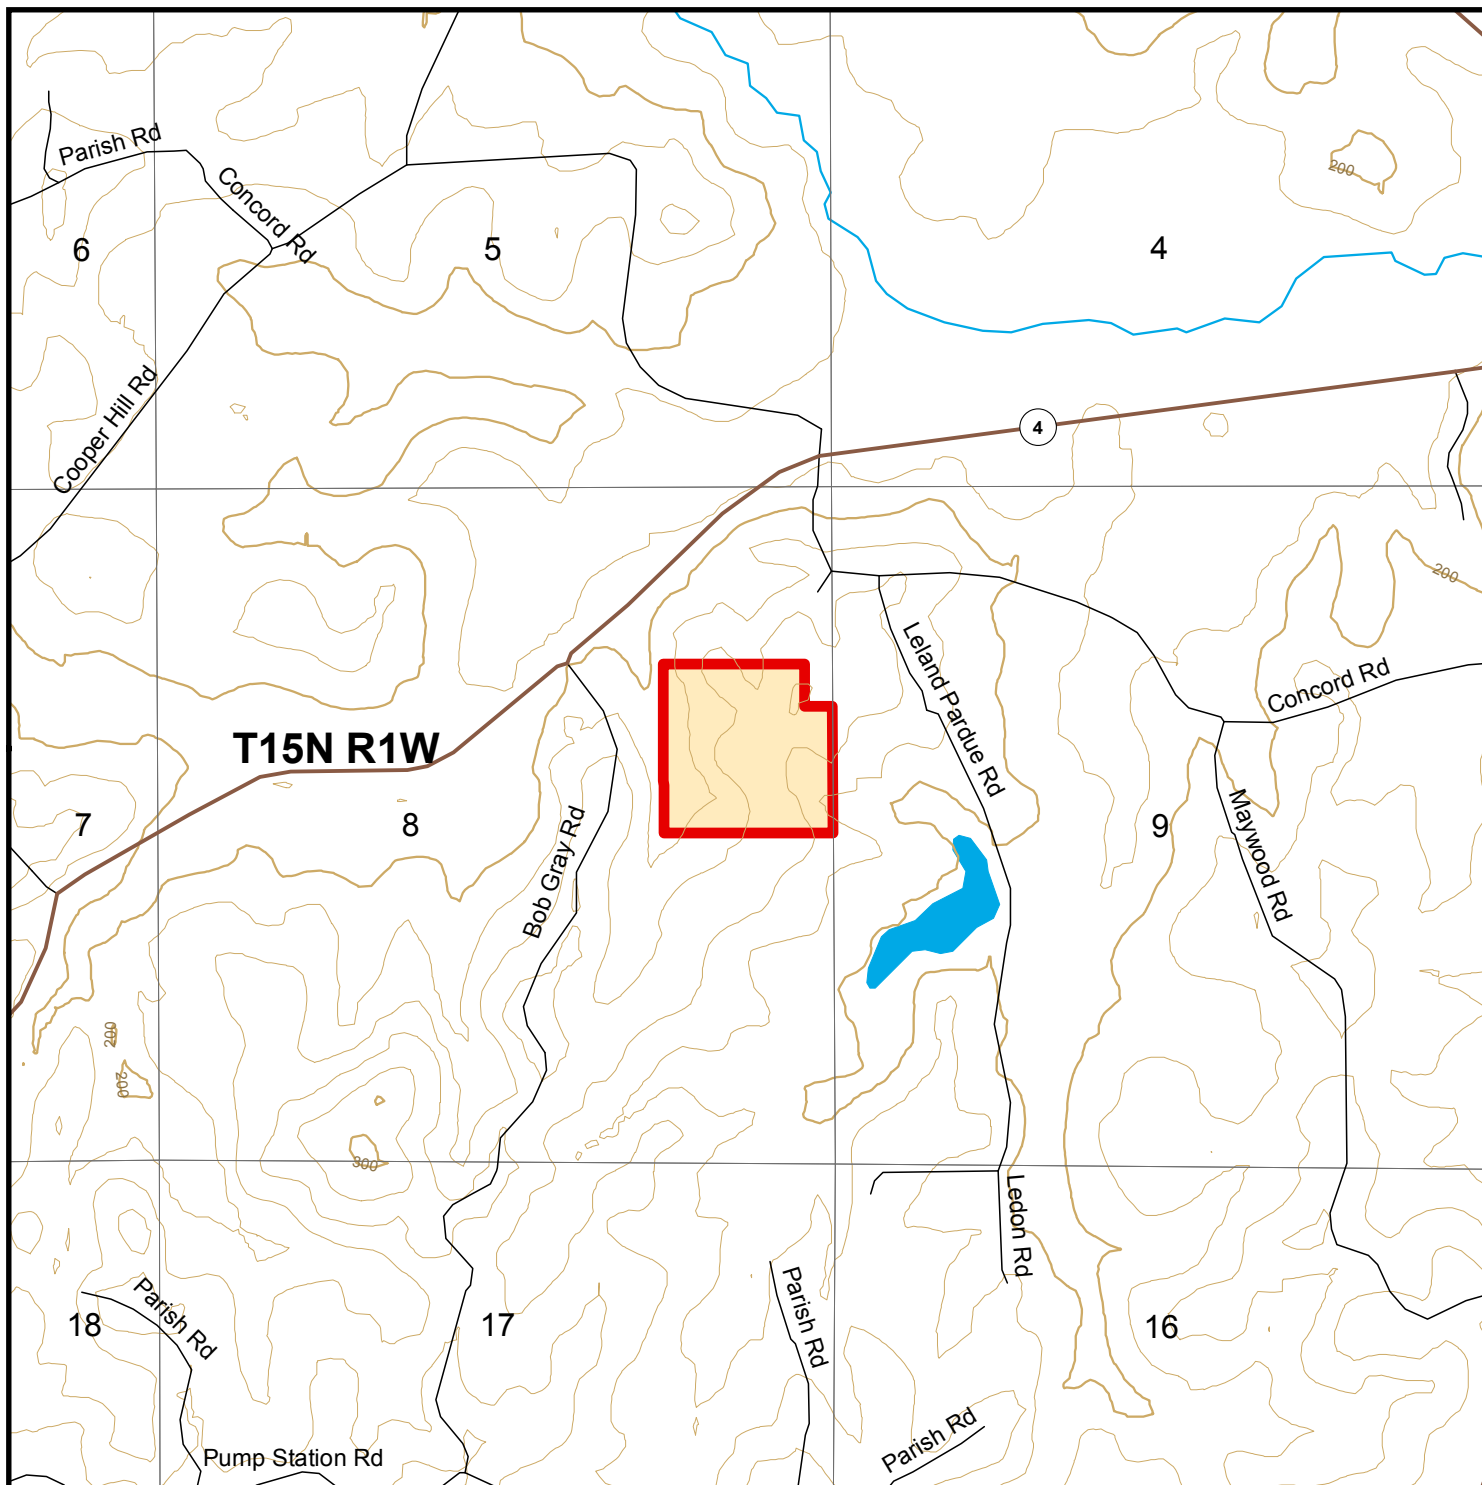 Parish Rd
Concord Rd
200
6
5
4
Cooper Hill Rd
4
200
Leland Pardue Rd
Concord Rd
T15N R1W
7
8
9
Bob Gray Rd
Maywood Rd
200
200
300
Ledon Rd
Parish Rd
Parish Rd
18
17
16
Parish Rd
Pump Station Rd